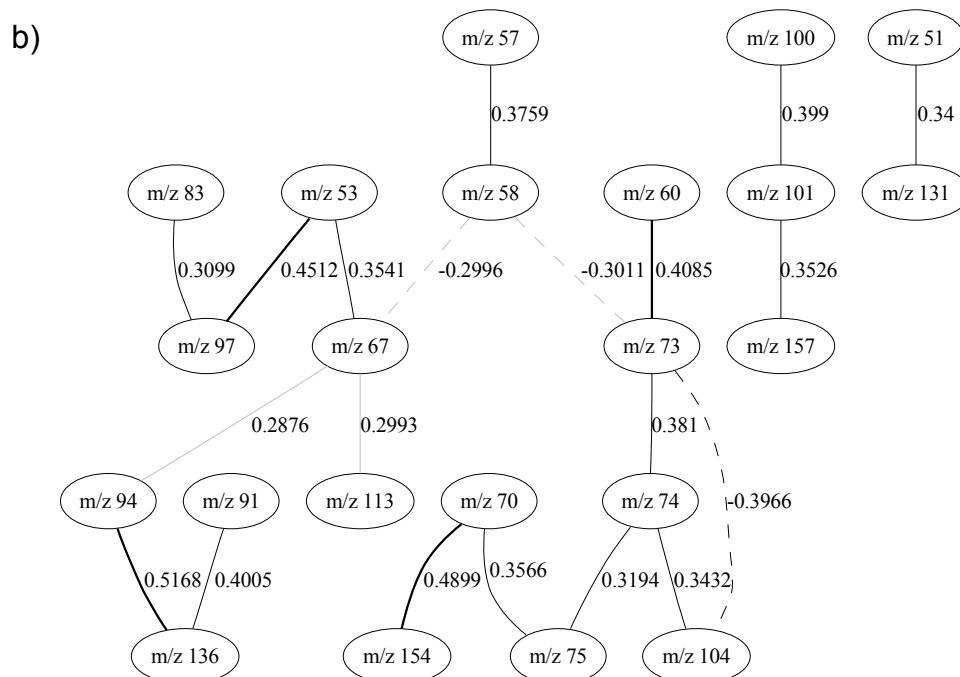 b)
m/z 57
m/z 100
m/z 51
0.3759
0.399
0.34
m/z 83
m/z 53
m/z 58
m/z 60
m/z 101
m/z 131
0.3099
0.4512
0.3541
-0.2996
-0.3011
0.4085
0.3526
m/z 97
m/z 67
m/z 73
m/z 157
0.2876
0.2993
0.381
m/z 94
m/z 91
m/z 113
m/z 70
m/z 74
-0.3966
0.5168
0.4005
0.4899
0.3566
0.3194
0.3432
m/z 136
m/z 154
m/z 75
m/z 104